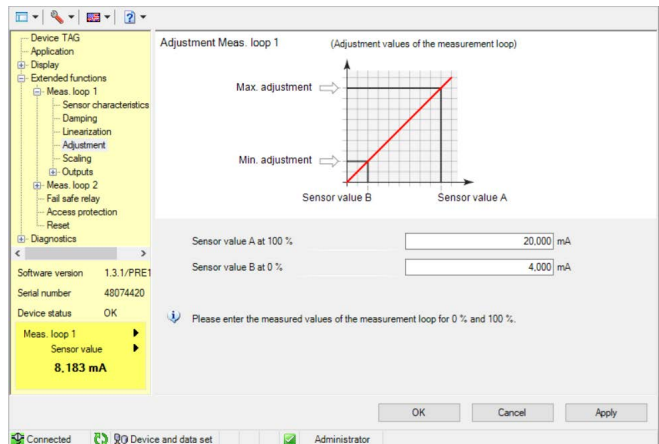 Device TAG
Application
Display
Extended functions
Meas. loop 1
Sensor characteristics
Damping
Linearization
Adjustment
Scaling
Outputs
Meas. loop 2
Fail safe relay
Access protection
Reset
Diagnostics
Software version 1.3.1/PRE1
Serial number 48074420
Device status OK
Meas. loop 1
Sensor value
8,183 mA
Adjustment Meas. loop 1 (Adjustment values of the measurement loop)
Max. adjustment
Min. adjustment
Sensor value B Sensor value A
Sensor value A at 100 % 20,000 mA
Sensor value B at 0 % 4,000 mA
Please enter the measured values of the measurement loop for 0 % and 100 %.
OK Cancel Apply
Connected Device and data set Administrator